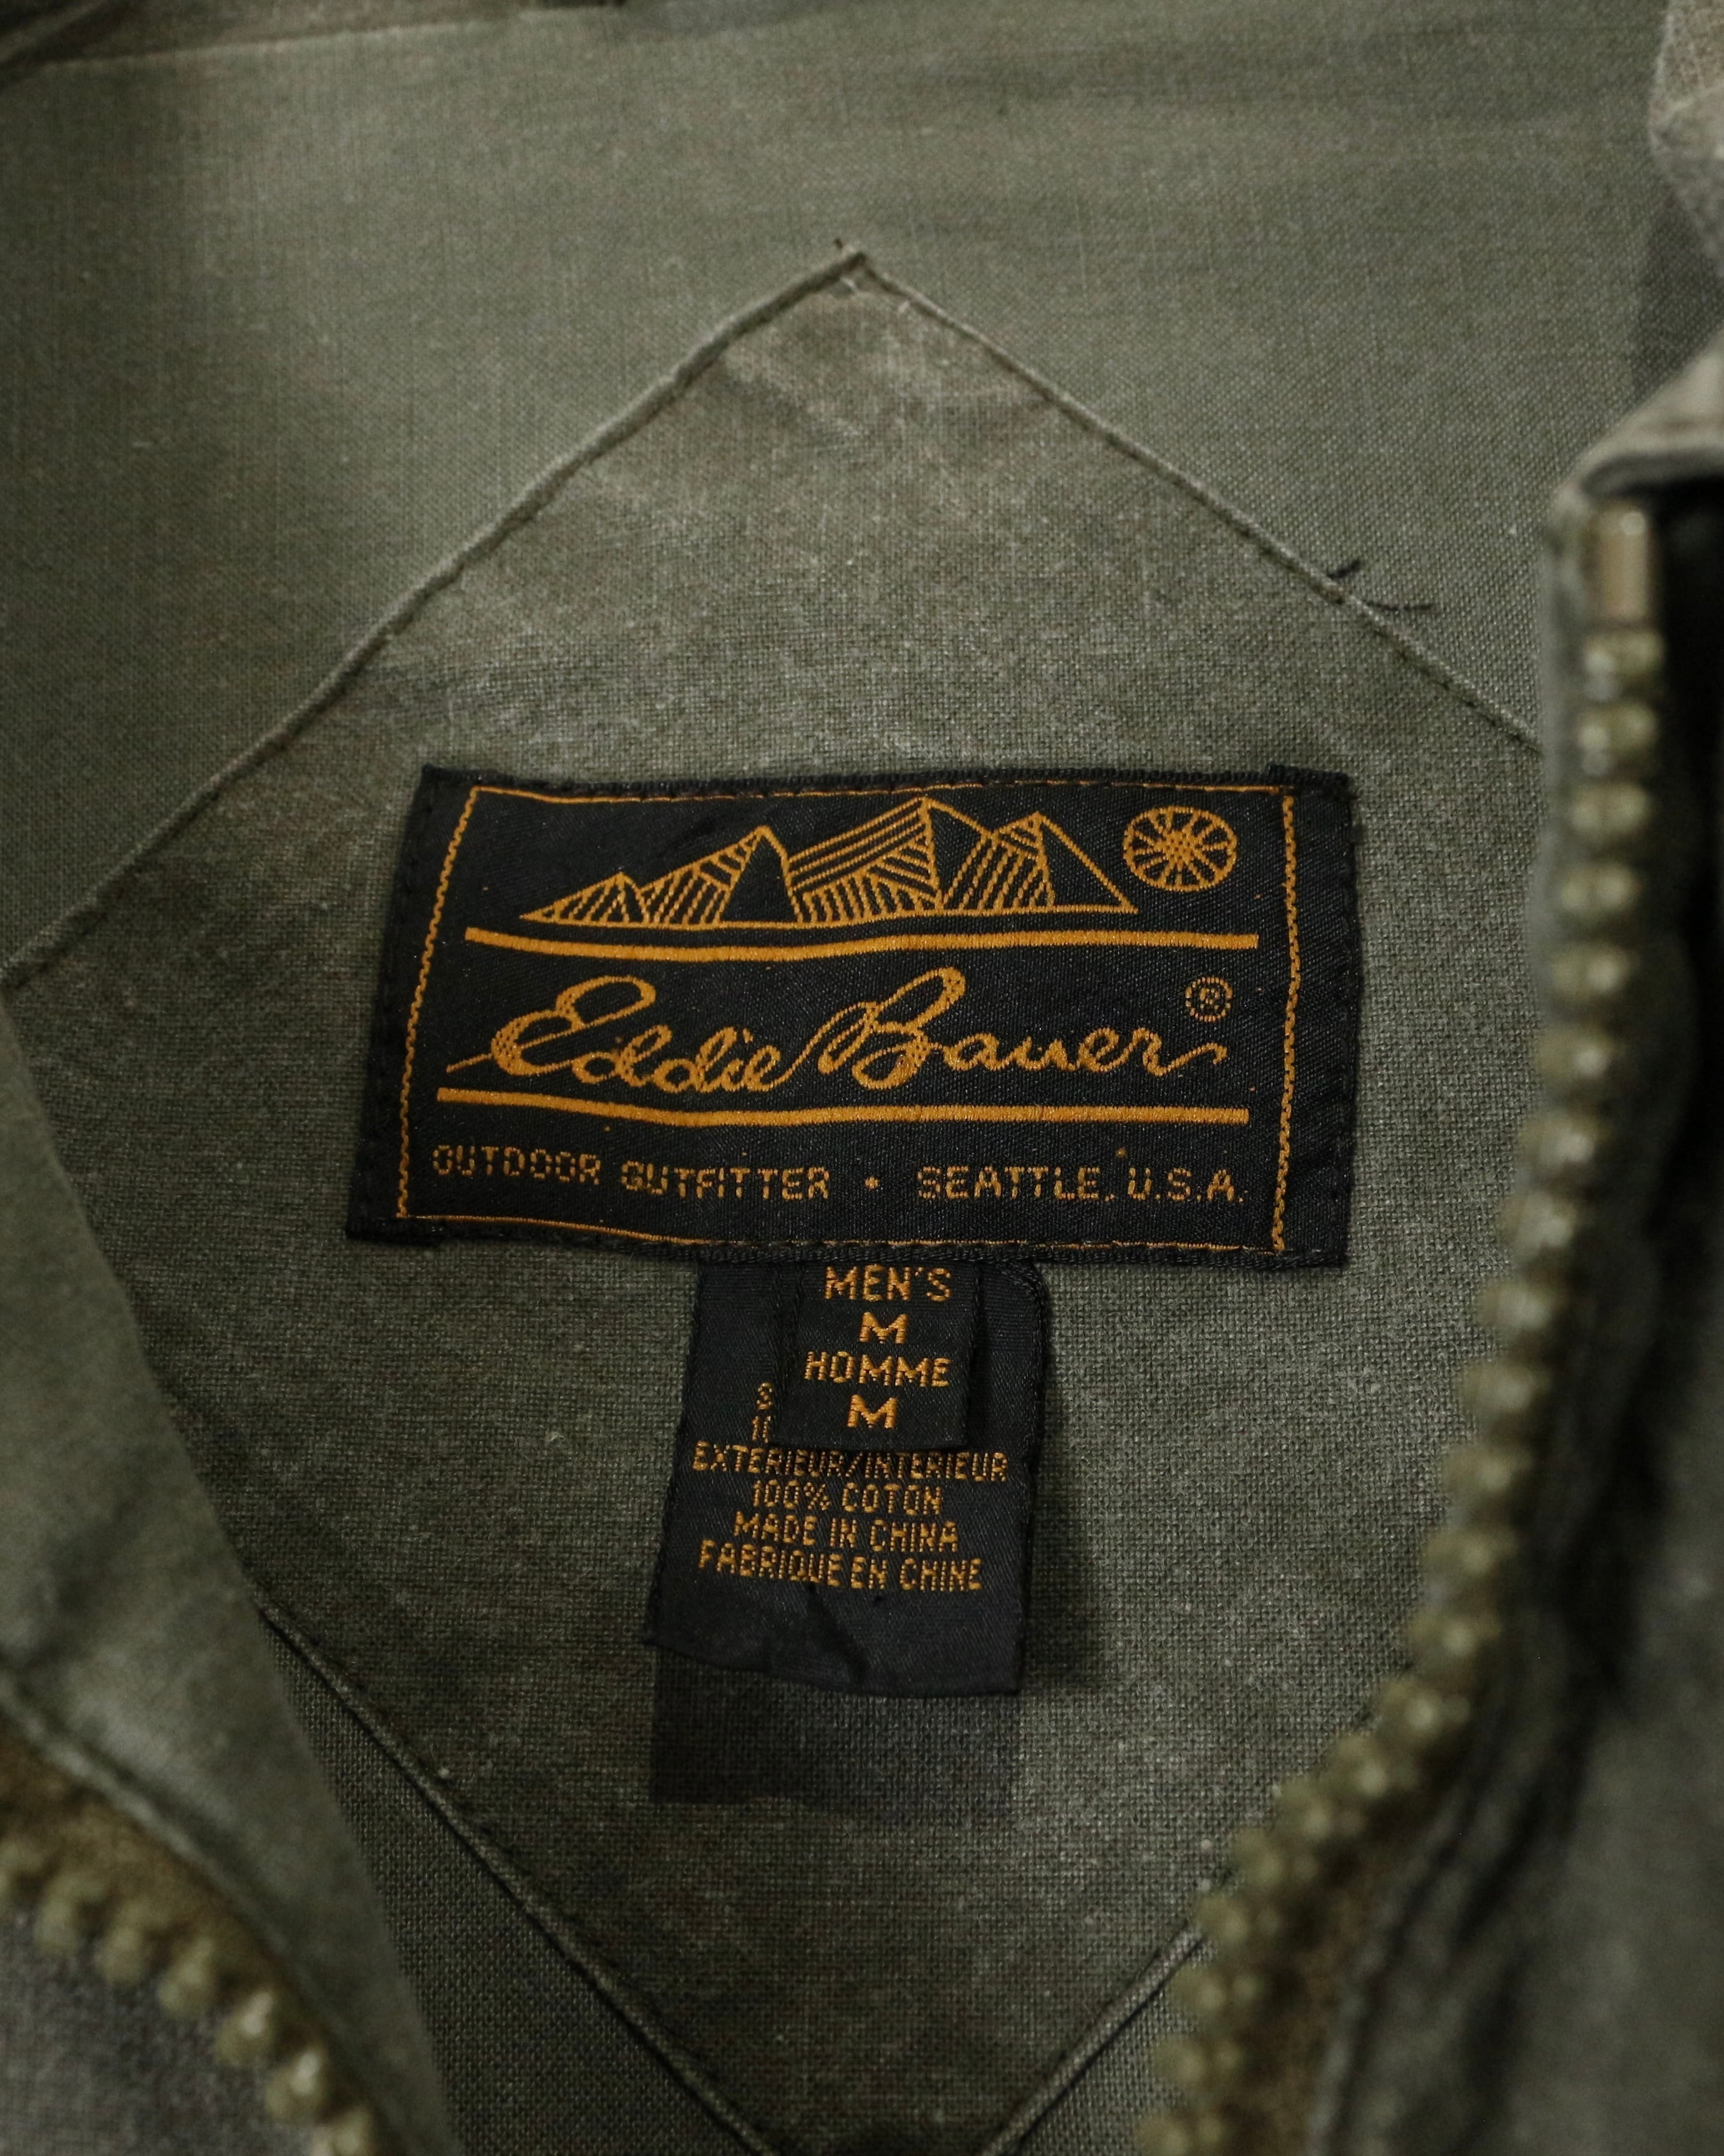 Eddie Bauer ®
OUTDOOR OUTFITTER • SEATTLE, U.S.A.
MEN'S
M
HOMME
M
EXTERIEUR/INTERIEUR
100% COTON
MADE IN CHINA
FABRIQUE EN CHINE